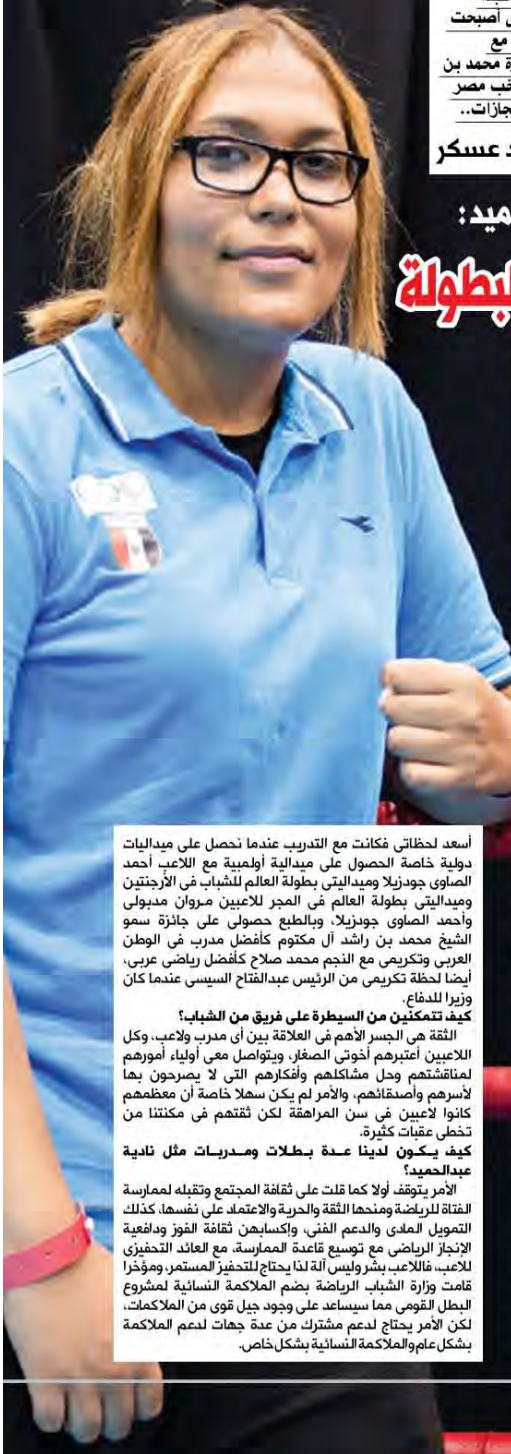 أصبحت
مع
محمد بن
مصر
عسكر
أسعد لحظاتى فكانت مع التدريب عندما نحصل على ميداليات
دولية خاصة الحصول على ميدالية أولمبية مع اللاعب أحمد
الصاوى جودزيلا وميداليتى بطولة العالم للشباب فى الأرجنتين
وميداليتى بطولة العالم فى المجر للاعبين مروان مدبولى
وأحمد الصاوى جودزيلا، وبالطبع حصولى على جائزة سمو
الشيخ محمد بن راشد آل مكتوم كأفضل مدرب فى الوطن
العربى وتكريمى مع النجم محمد صلاح كأفضل رياضى عربى،
أيضا لحظة تكريمى من الرئيس عبدالفتاح السيسى عندما كان
وزيرا للدفاع.
كيف تتمكنين من السيطرة على فريق من الشباب؟
الثقة هى الجسر الأهم فى العلاقة بين أى مدرب ولاعب، وكل
اللاعبين أعتبرهم أخوتى الصغار، ويتواصل معى أولياء أمورهم
لمناقشتهم وحل مشاكلهم وأفكارهم التى لا يصرحون بها
لأسرهم وأصدقائهم، والأمر لم يكن سهلا خاصة أن معظمهم
كانوا لاعبين فى سن المراهقة لكن ثقتهم فى مكنتنا من
تخطى عقبات كثيرة.
كيف يـكـون لدينا عـدة بـطـلات ومـدربـات مثل نادية
عبدالحميد؟
الأمر يتوقف أولا كما قلت على ثقافة المجتمع وتقبله لممارسة
الفتاة للرياضة ومنحها الثقة والحرية والاعتماد على نفسها، كذلك
التمويل المادى والدعم الفنى، وإكسابهن ثقافة الفوز ودافعية
الإنجاز الرياضى مع توسيع قاعدة الممارسة، مع العائد التحفيزى
للاعب، فاللاعب بشر وليس آلة لذا يحتاج للتحفيز المستمر، ومؤخرا
قامت وزارة الشباب الرياضة بضم الملاكمة النسائية لمشروع
البطل القومى مما سيساعد على وجود جيل قوى من الملاكمات،
لكن الأمر يحتاج لدعم مشترك من عدة جهات لدعم الملاكمة
بشكل عام والملاكمة النسائية بشكل خاص.